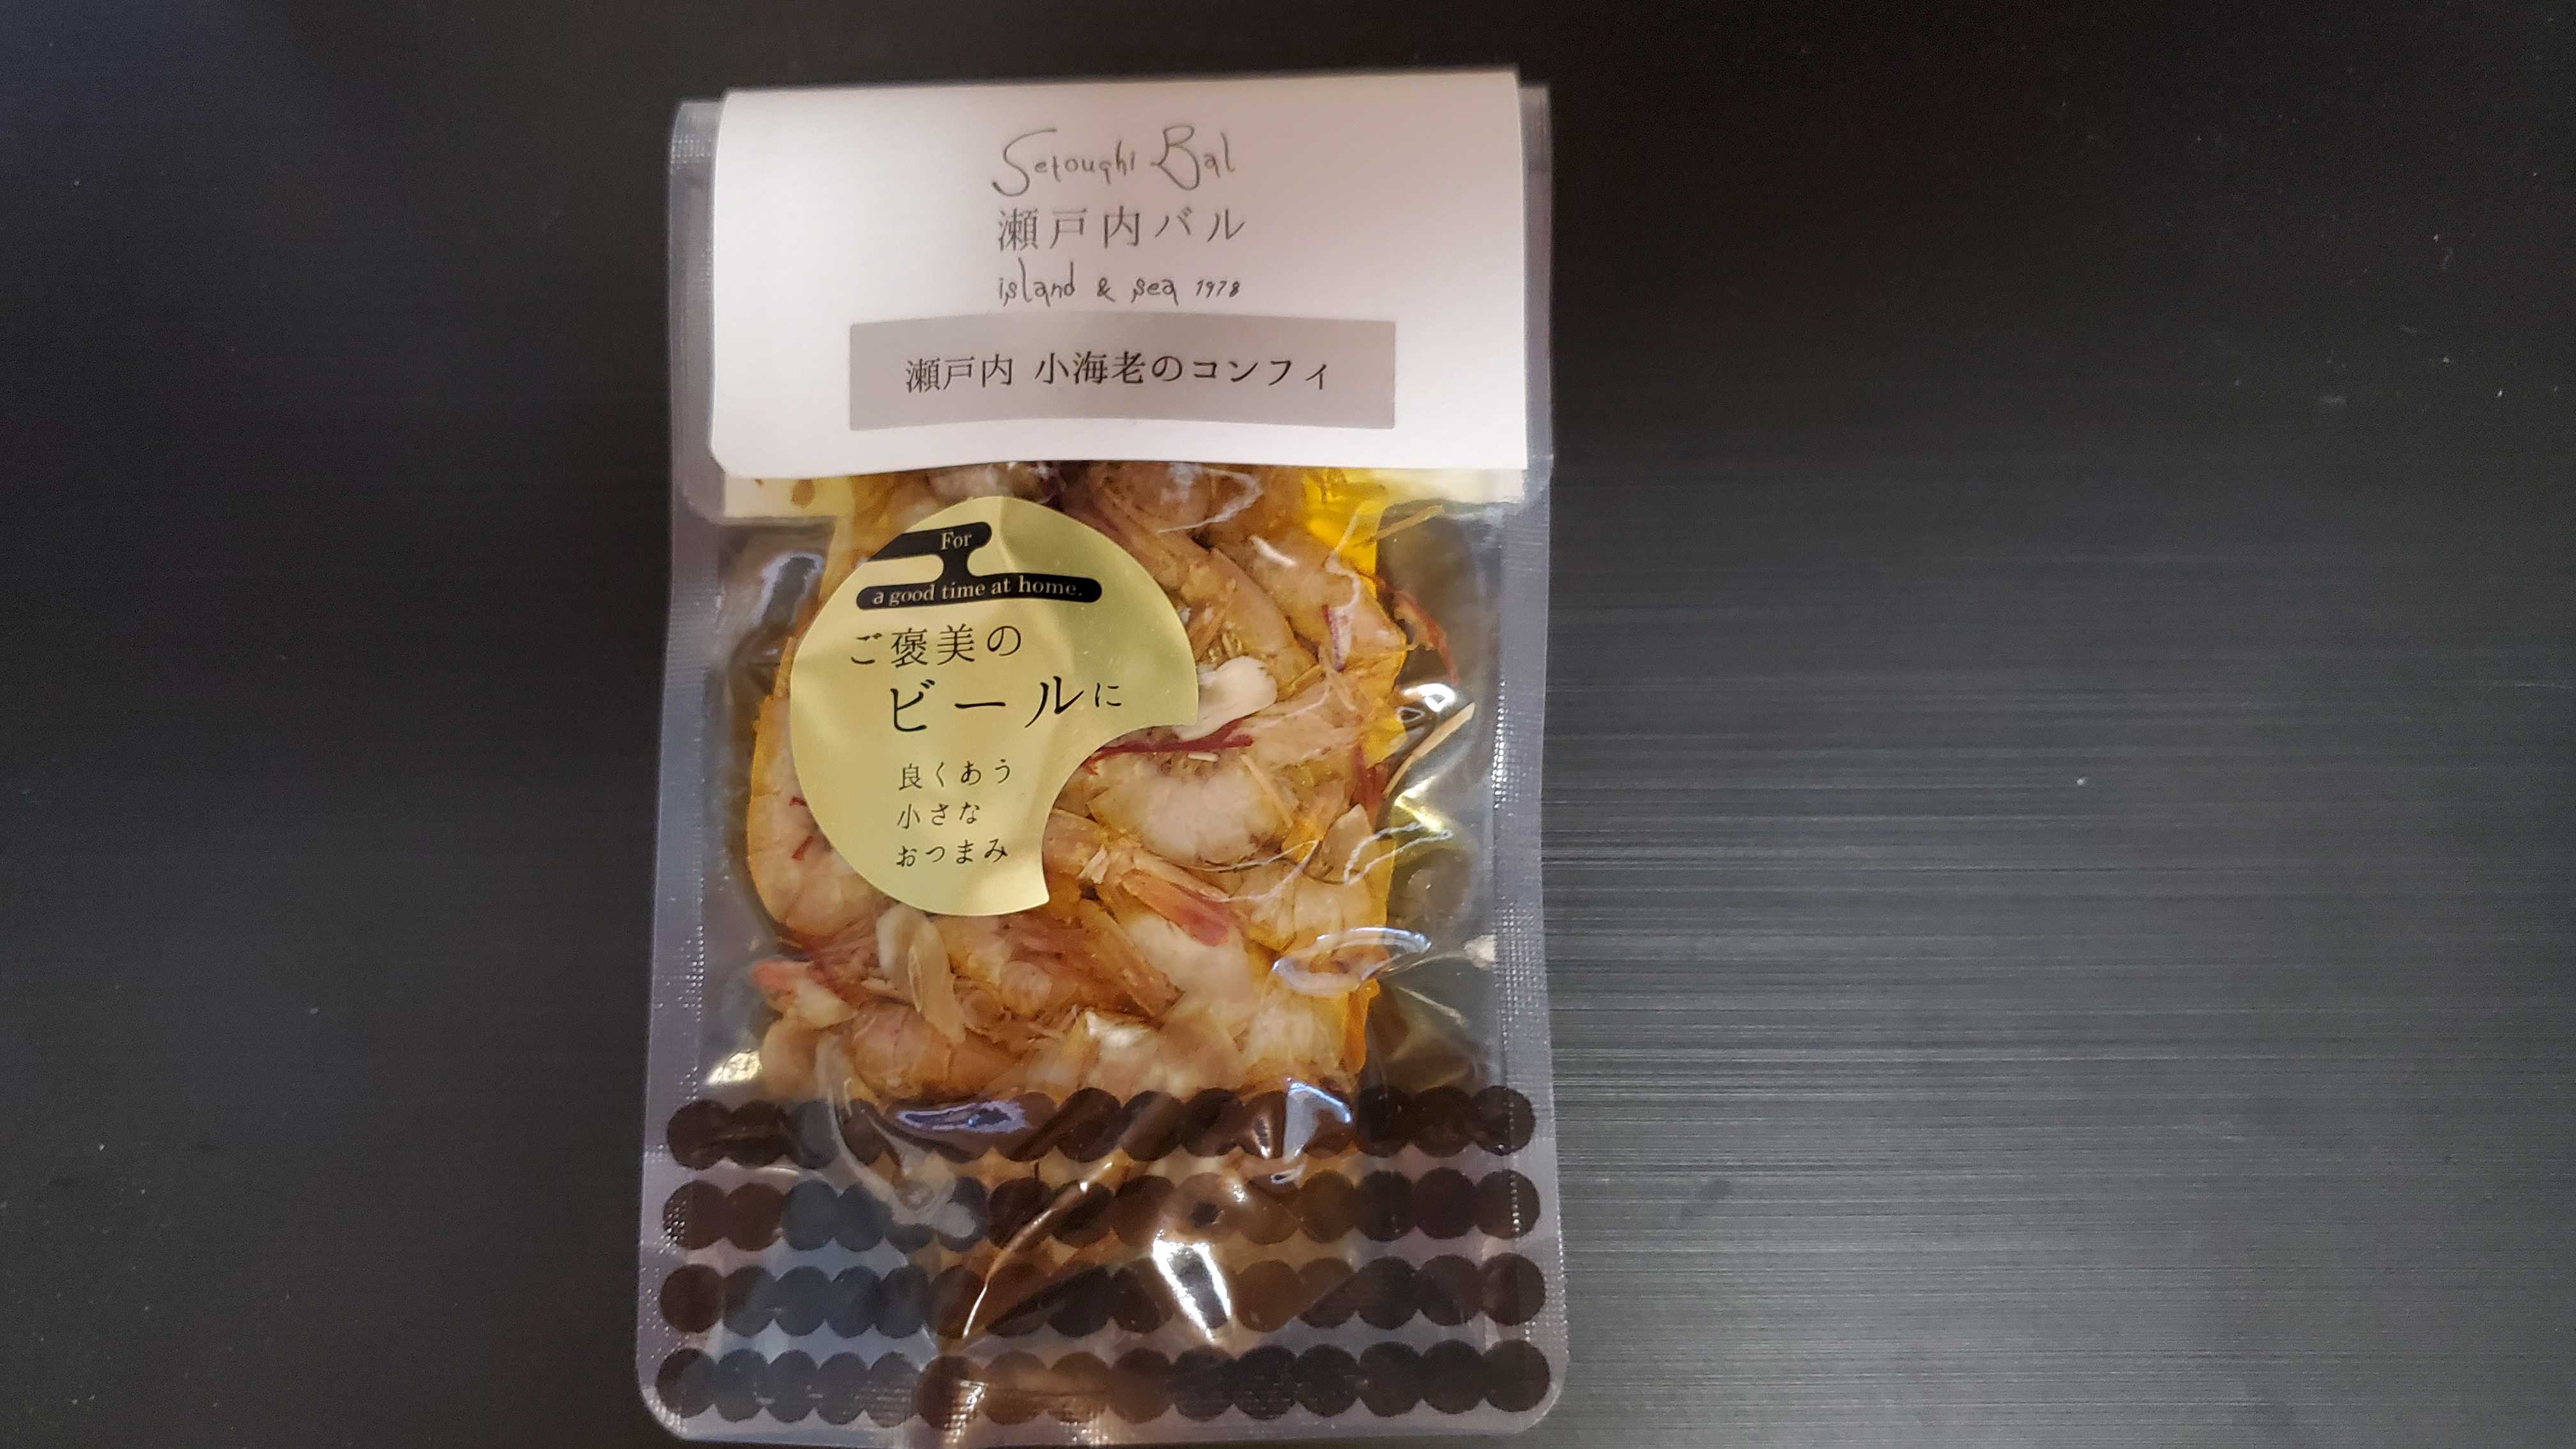 Setouchi Bal
瀬戸内バル
island & sea 1978
瀬戸内 小海老のコンフィ
For
a good time at home.
ご褒美の
ビールに
良くあう
小さな
おつまみ